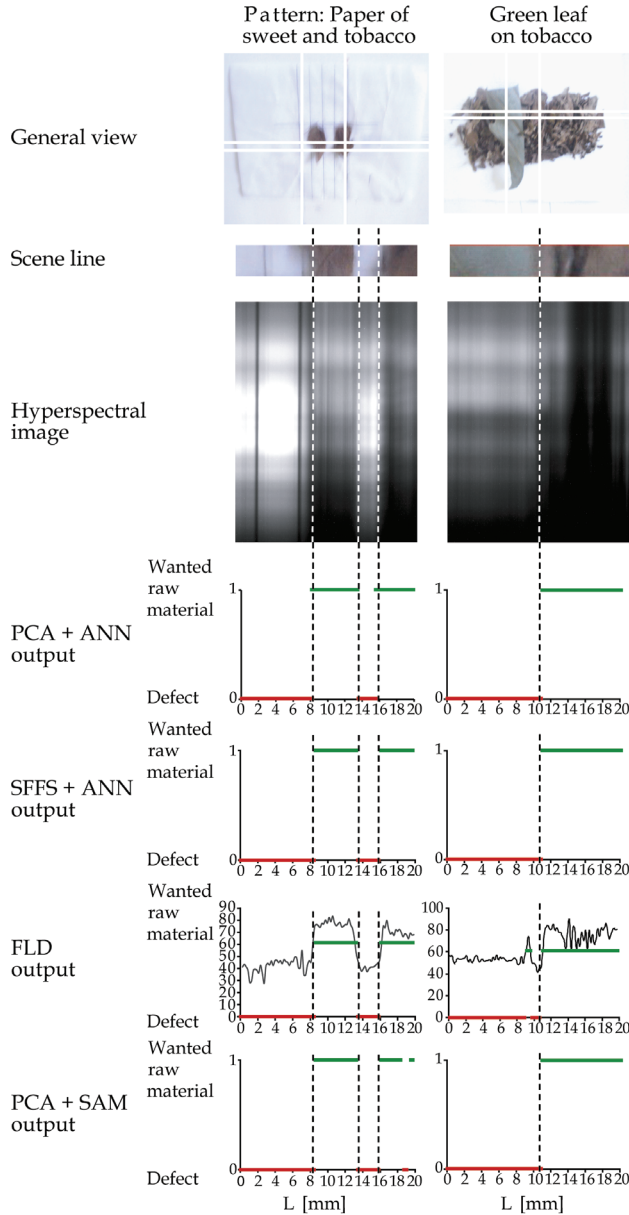 Pattern: Paper of
sweet and tobacco
Green leaf
on tobacco
General view
Scene line
Hyperspectral
image
PCA + ANN
output
Wanted
raw
material
1
0
Defect
0 2 4 6 8 10 12 14 16 18 20
1
0
0 2 4 6 8 10 12 14 16 18 20
SFFS + ANN
output
Wanted
raw
material
1
0
Defect
0 2 4 6 8 10 12 14 16 18 20
1
0
0 2 4 6 8 10 12 14 16 18 20
FLD
output
Wanted
raw
material
90
80
70
60
50
40
30
20
10
0
Defect
0 2 4 6 8 10 12 14 16 18 20
100
80
60
40
20
0
0 2 4 6 8 10 12 14 16 18 20
PCA + SAM
output
Wanted
raw
material
1
0
Defect
0 2 4 6 8 10 12 14 16 18 20
1
0
0 2 4 6 8 10 12 14 16 18 20
L [mm]
L [mm]